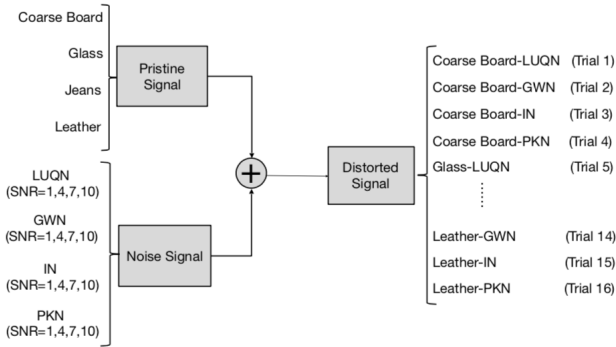 Coarse Board
Glass
Jeans
Leather
Pristine
Signal
LUQN
(SNR=1,4,7,10)
GWN
(SNR=1,4,7,10)
IN
(SNR=1,4,7,10)
PKN
(SNR=1,4,7,10)
Noise Signal
+
Distorted
Signal
Coarse Board-LUQN (Trial 1)
Coarse Board-GWN (Trial 2)
Coarse Board-IN (Trial 3)
Coarse Board-PKN (Trial 4)
Glass-LUQN (Trial 5)
Leather-GWN (Trial 14)
Leather-IN (Trial 15)
Leather-PKN (Trial 16)